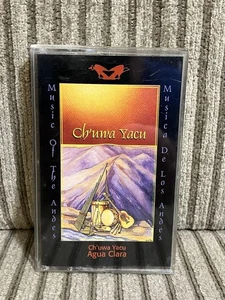 Ch'uwa Yacu
Music Of The Andes
Musica De Los Andes
Ch'uwa Yacu
Agua Clara